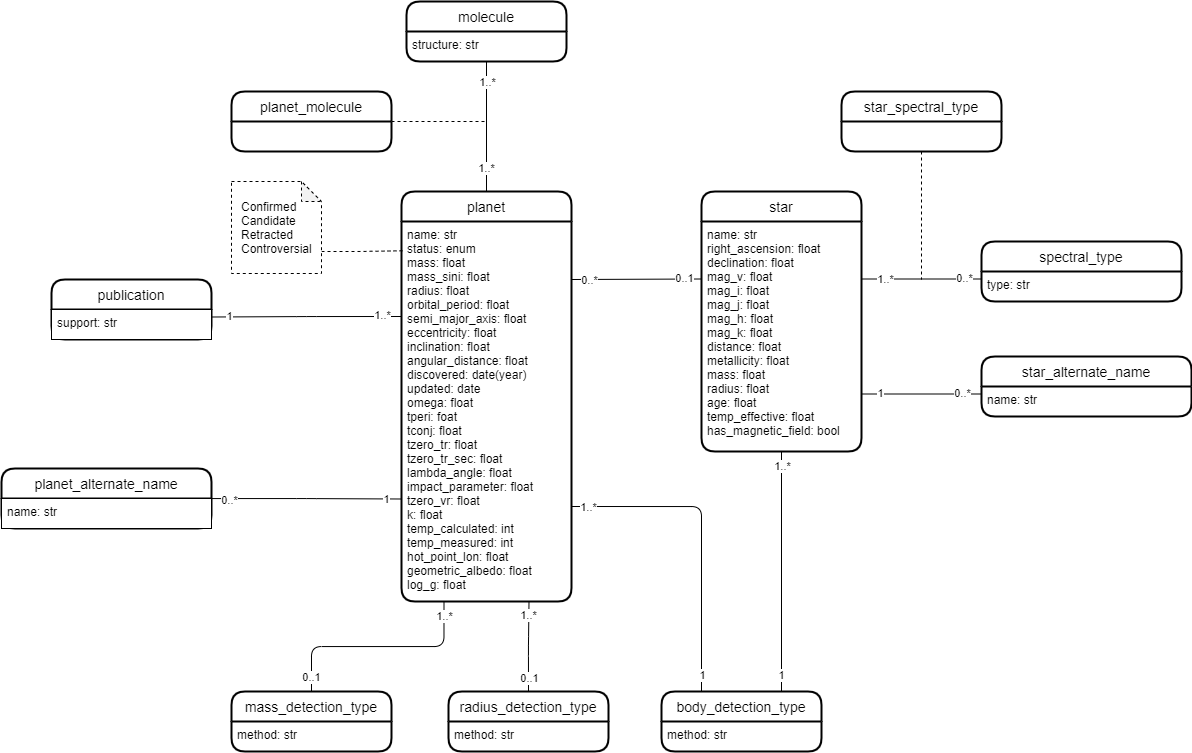 molecule
structure: str
1..*
planet_molecule
star_spectral_type
1..*
Confirmed
Candidate
Retracted
Controversial
planet
name: str
status: enum
mass: float
mass_sini: float
radius: float
orbital_period: float
semi_major_axis: float
eccentricity: float
inclination: float
angular_distance: float
discovered: date(year)
updated: date
omega: float
tperi: foat
tconj: float
tzero_tr: float
tzero_tr_sec: float
lambda_angle: float
impact_parameter: float
tzero_vr: float
k: float
temp_calculated: int
temp_measured: int
hot_point_lon: float
geometric_albedo: float
log_g: float
0..*
0..1
star
name: str
right_ascension: float
declination: float
mag_v: float
mag_i: float
mag_j: float
mag_h: float
mag_k: float
distance: float
metallicity: float
mass: float
radius: float
age: float
temp_effective: float
has_magnetic_field: bool
1..*
0..*
spectral_type
type: str
publication
support: str
1
1..*
1
0..*
star_alternate_name
name: str
planet_alternate_name
name: str
0..*
1
1..*
1..*
1..*
1..*
0..1
0..1
1
1
mass_detection_type
method: str
radius_detection_type
method: str
body_detection_type
method: str